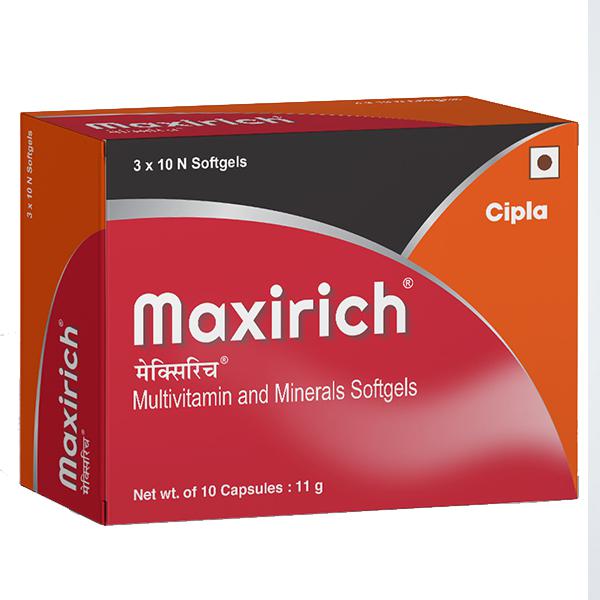 Maxirich®
3 x 10 N Softgels
3 x 10 N Softgels
Cipla
Maxirich®
मेक्सिरिच®
Multivitamin and Minerals Softgels
Net wt. of 10 Capsules : 11 g
Maxirich®
मेक्सिरिच®